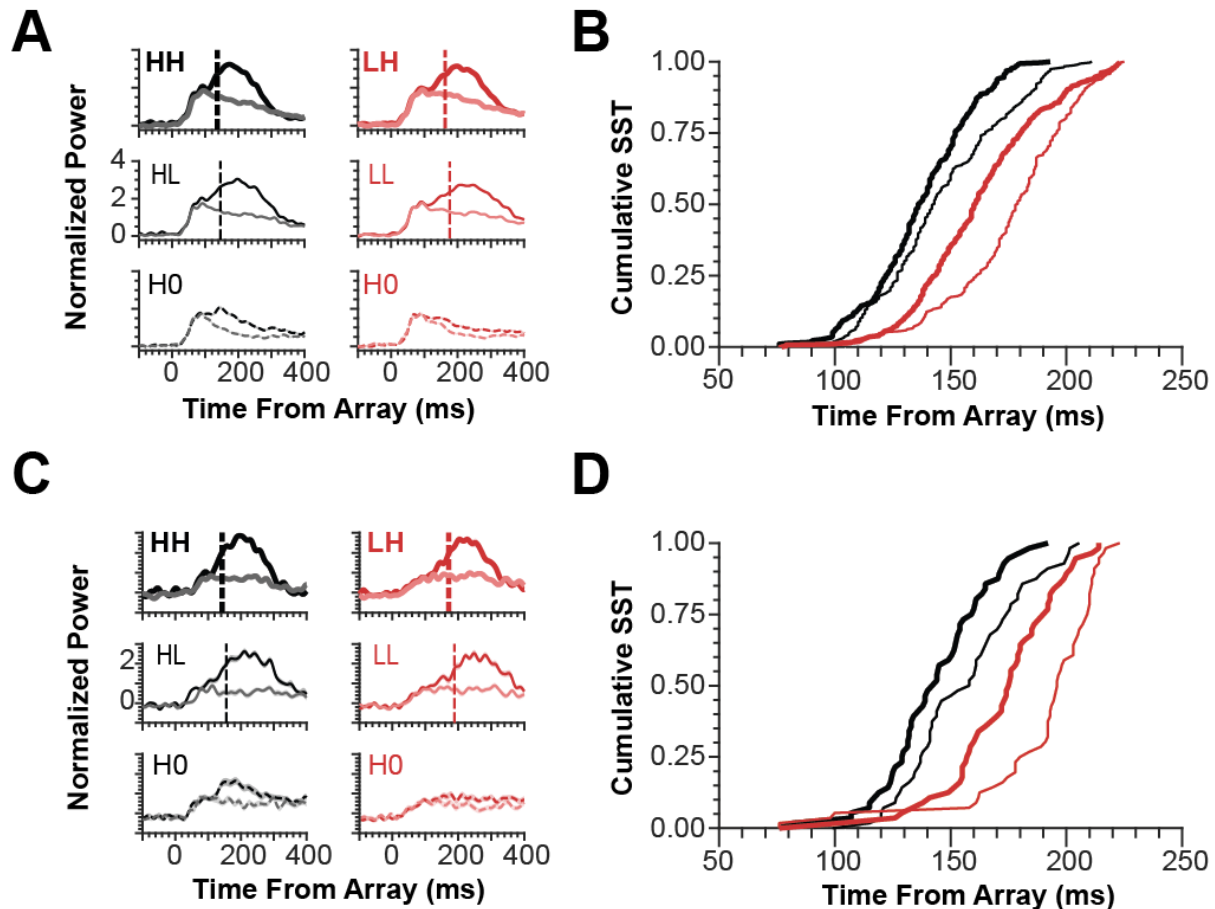 A
HH
LH
HL
LL
H0
H0
4
2
0
Normalized Power
0
200
400
0
200
400
Time From Array (ms)
B
1.00
0.75
0.50
0.25
0.00
Cumulative SST
50
100
150
200
250
Time From Array (ms)
C
HH
LH
HL
LL
H0
H0
2
0
Normalized Power
0
200
400
0
200
400
Time From Array (ms)
D
1.00
0.75
0.50
0.25
0.00
Cumulative SST
50
100
150
200
250
Time From Array (ms)